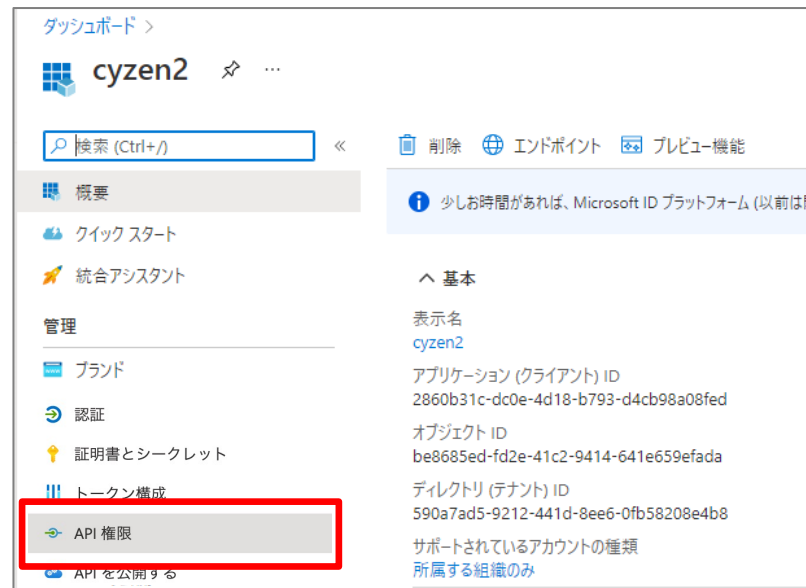 ダッシュボード >
cyzen2 ...
検索 (Ctrl+/)
«
削除 エンドポイント プレビュー機能
概要
少しお時間があれば、Microsoft ID プラットフォーム (以前は
クイック スタート
統合アシスタント
管理
ブランド
認証
証明書とシークレット
トークン構成
API 権限
API を公開する
基本
表示名
cyzen2
アプリケーション (クライアント) ID
2860b31c-dc0e-4d18-b793-d4cb98a08fed
オブジェクト ID
be8685ed-fd2e-41c2-9414-641e659efada
ディレクトリ (テナント) ID
590a7ad5-9212-441d-8ee6-0fb58208e4b8
サポートされているアカウントの種類
所属する組織のみ